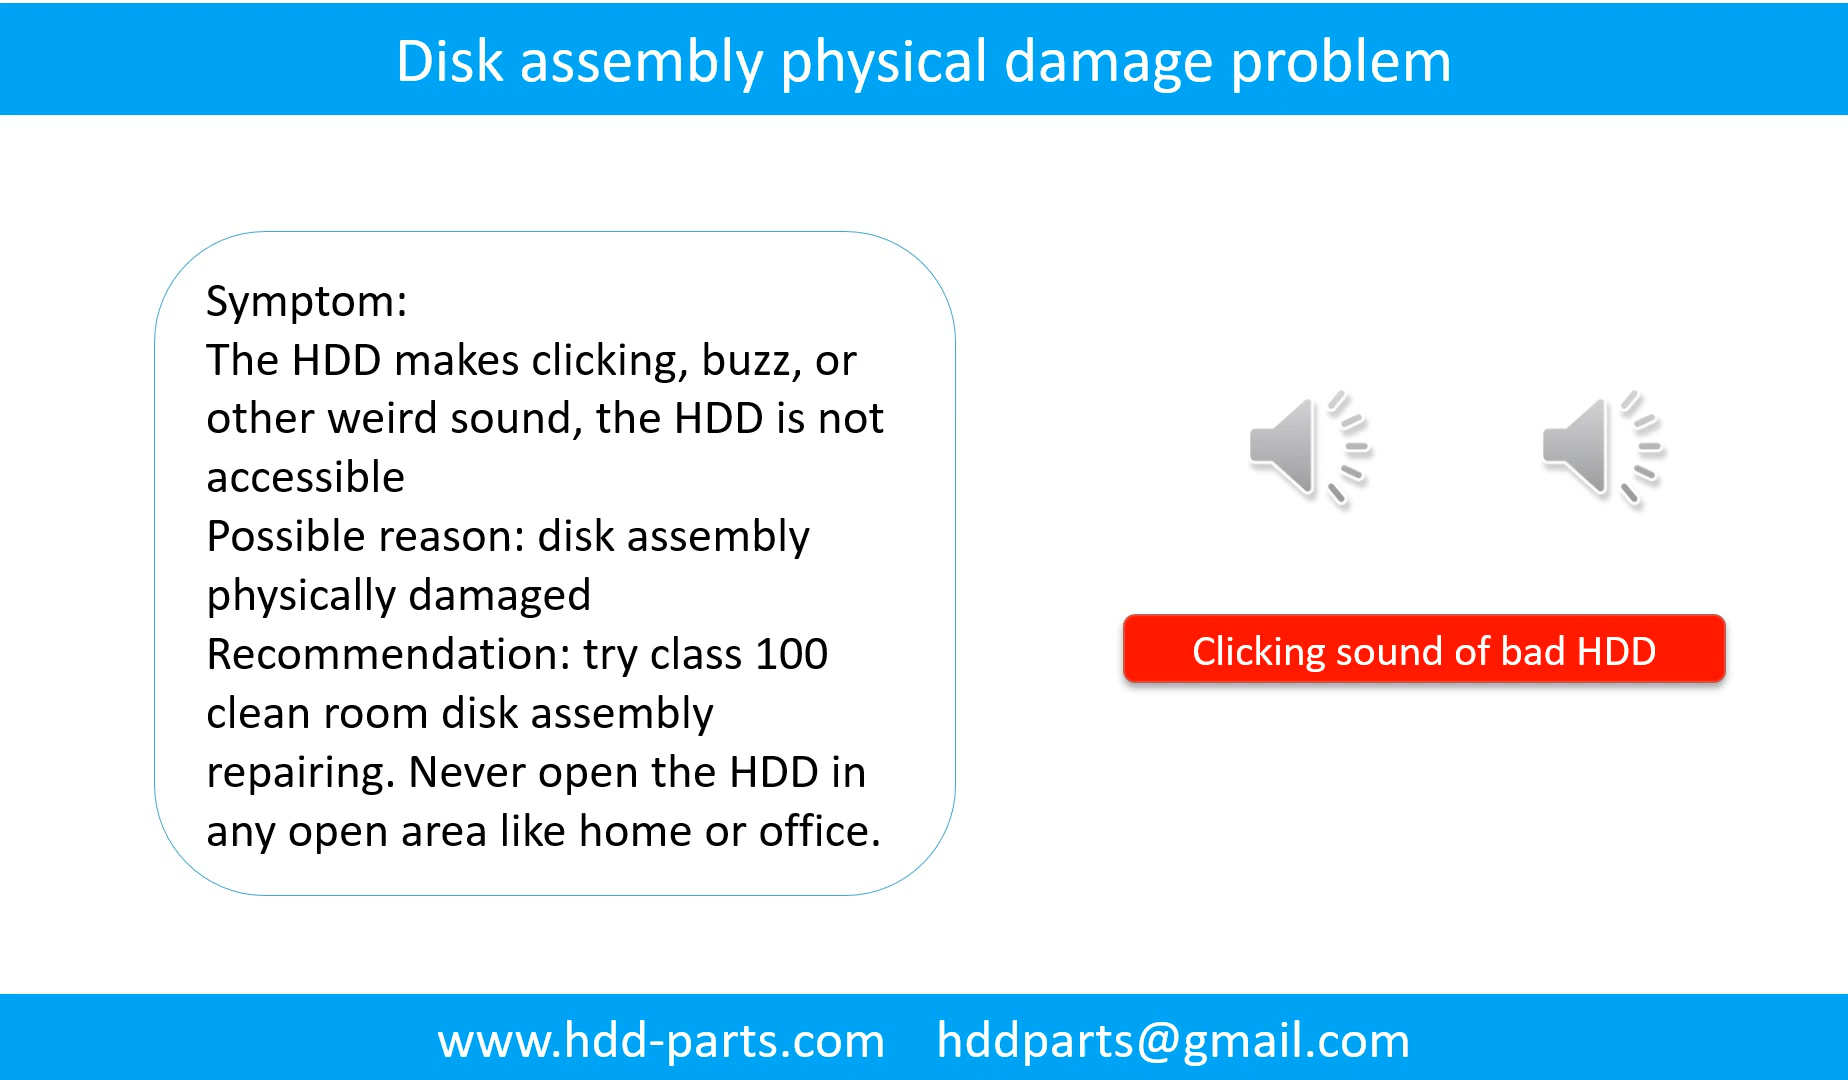 Disk assembly physical damage problem
Symptom:
The HDD makes clicking, buzz, or
other weird sound, the HDD is not
accessible
Possible reason: disk assembly
physically damaged
Recommendation: try class 100
clean room disk assembly
repairing. Never open the HDD in
any open area like home or office.
Clicking sound of bad HDD
www.hdd-parts.com    hddparts@gmail.com